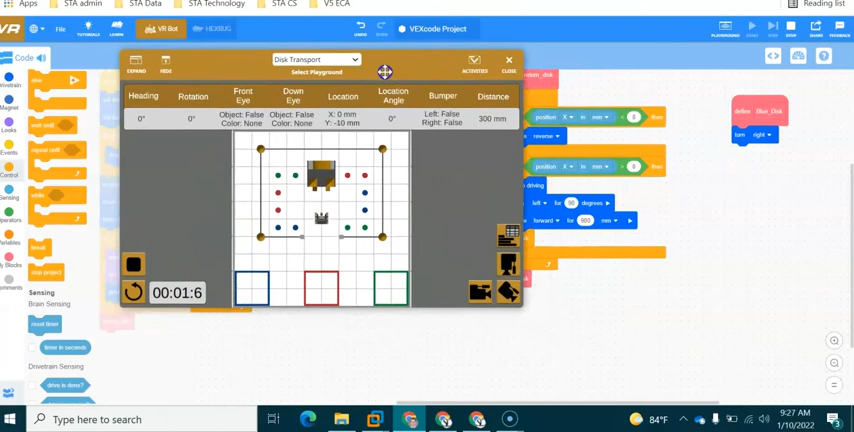 Apps STA admin STA Data STA Technology STA CS V5 ECA Reading list
VR File TUTORIALS LEARN VR Bot HEXBUG UNDO REDO VEXcode Project PLAYGROUND START STEP STOP SHARE FEEDBACK
Code
Drivetrain
Magnet
Looks
Events
Control
Sensing
Operators
Variables
My Blocks
Comments
wait until
repeat until
while
break
stop project
Sensing
Brain Sensing
reset timer
timer in seconds
Drivetrain Sensing
drive is done?
EXPAND HIDE Disk Transport ACTIVITIES CLOSE
Select Playground
Heading Rotation Front Eye Down Eye Location Location Angle Bumper Distance
0° 0° Object: False Color: None Object: False Color: None X: 0 mm Y: -10 mm 0° Left: False Right: False 300 mm
00:01:6
return_disk
position X in mm < 0 then
reverse
position X in mm < 0 then
driving
left for 90 degrees
forward for 900 mm
define Blue_Disk
turn right
Type here to search
84°F
9:27 AM
1/10/2022
3